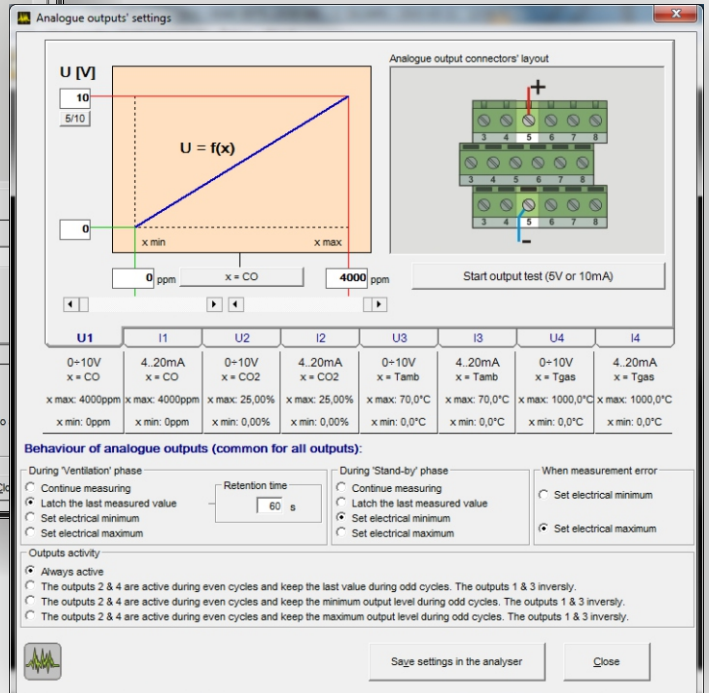 Analogue outputs' settings
U [V]
10
5/10
U = f(x)
0
x min
x max
0 ppm
x = CO
4000 ppm
Analogue output connectors' layout
+
3 4 5 6 7 8
3 4 5 6 7 8
3 4 5 6 7 8
-
Start output test (5V or 10mA)
U1 I1 U2 I2 U3 I3 U4 I4
0÷10V 4..20mA 0÷10V 4..20mA 0÷10V 4..20mA 0÷10V 4..20mA
x = CO x = CO x = CO2 x = CO2 x = Tamb x = Tamb x = Tgas x = Tgas
x max: 4000ppm x max: 4000ppm x max: 25,00% x max: 25,00% x max: 70,0°C x max: 70,0°C x max: 1000,0°C x max: 1000,0°C
x min: 0ppm x min: 0ppm x min: 0,00% x min: 0,00% x min: 0,0°C x min: 0,0°C x min: 0,0°C x min: 0,0°C
Behaviour of analogue outputs (common for all outputs):
During 'Ventilation' phase
Continue measuring
Latch the last measured value
Set electrical minimum
Set electrical maximum
Retention time
60 s
During 'Stand-by' phase
Continue measuring
Latch the last measured value
Set electrical minimum
Set electrical maximum
When measurement error
Set electrical minimum
Set electrical maximum
Outputs activity
Always active
The outputs 2 & 4 are active during even cycles and keep the last value during odd cycles. The outputs 1 & 3 inversly.
The outputs 2 & 4 are active during even cycles and keep the minimum output level during odd cycles. The outputs 1 & 3 inversly.
The outputs 2 & 4 are active during even cycles and keep the maximum output level during odd cycles. The outputs 1 & 3 inversly.
Save settings in the analyser
Close